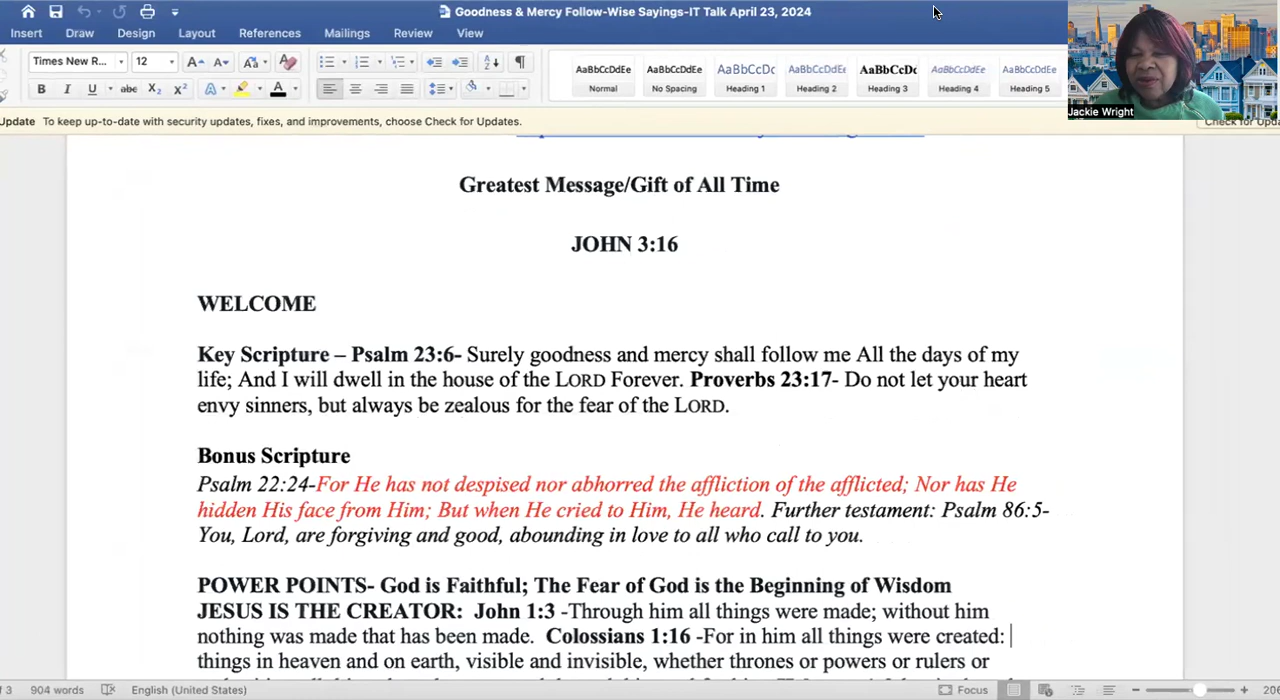 Goodness & Mercy Follow-Wise Sayings-IT Talk April 23, 2024
Insert Draw Design Layout References Mailings Review View
Times New R... 12
AaBbCcDdEe AaBbCcDdEe AaBbCcDc AaBbCcDdEe AaBbCcDc AaBbCcDdEe AaBbCcDdEe
Normal No Spacing Heading 1 Heading 2 Heading 3 Heading 4 Heading 5
Jackie Wright
Update To keep up-to-date with security updates, fixes, and improvements, choose Check for Updates.
Greatest Message/Gift of All Time
JOHN 3:16
WELCOME
Key Scripture – Psalm 23:6- Surely goodness and mercy shall follow me All the days of my
life; And I will dwell in the house of the LORD Forever. Proverbs 23:17- Do not let your heart
envy sinners, but always be zealous for the fear of the LORD.
Bonus Scripture
Psalm 22:24-For He has not despised nor abhorred the affliction of the afflicted; Nor has He
hidden His face from Him; But when He cried to Him, He heard. Further testament: Psalm 86:5-
You, Lord, are forgiving and good, abounding in love to all who call to you.
POWER POINTS- God is Faithful; The Fear of God is the Beginning of Wisdom
JESUS IS THE CREATOR: John 1:3 -Through him all things were made; without him
nothing was made that has been made. Colossians 1:16 -For in him all things were created:
things in heaven and on earth, visible and invisible, whether thrones or powers or rulers or
of 3 904 words English (United States) Focus